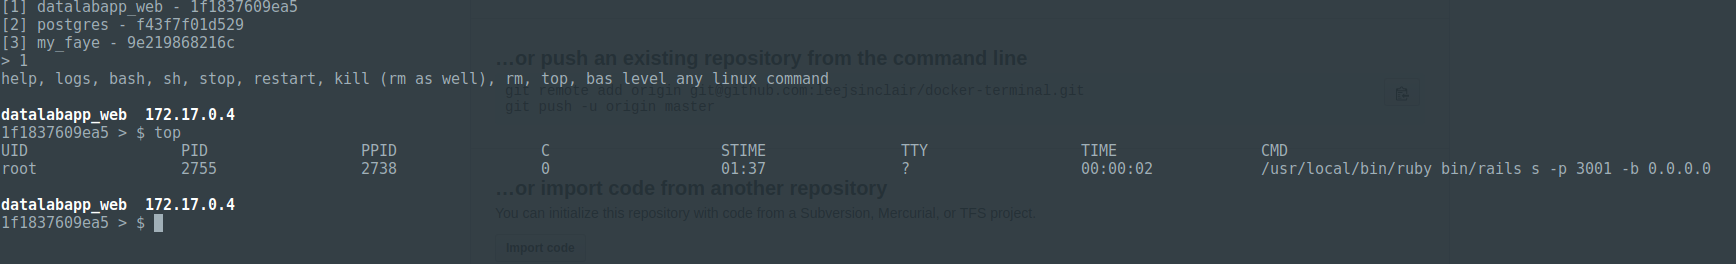 [1] datalabapp_web - 1f1837609ea5
[2] postgres - f43f7f01d529
[3] my_faye - 9e219868216c
…or push an existing repository from the command line
> 1
help, logs, bash, sh, stop, restart, kill (rm as well), rm, top, bas level any linux command
git remote add origin git@github.com:leejsinclair/docker-terminal.git
git push -u origin master
datalabapp_web 172.17.0.4
1f1837609ea5 > $ top
UID PID PPID C STIME TTY TIME CMD
root 2755 2738 0 01:37 ? 00:00:02 /usr/local/bin/ruby bin/rails s -p 3001 -b 0.0.0.0
…or import code from another repository
datalabapp_web 172.17.0.4
You can initialize this repository with code from a Subversion, Mercurial, or TFS project.
1f1837609ea5 > $
Import code